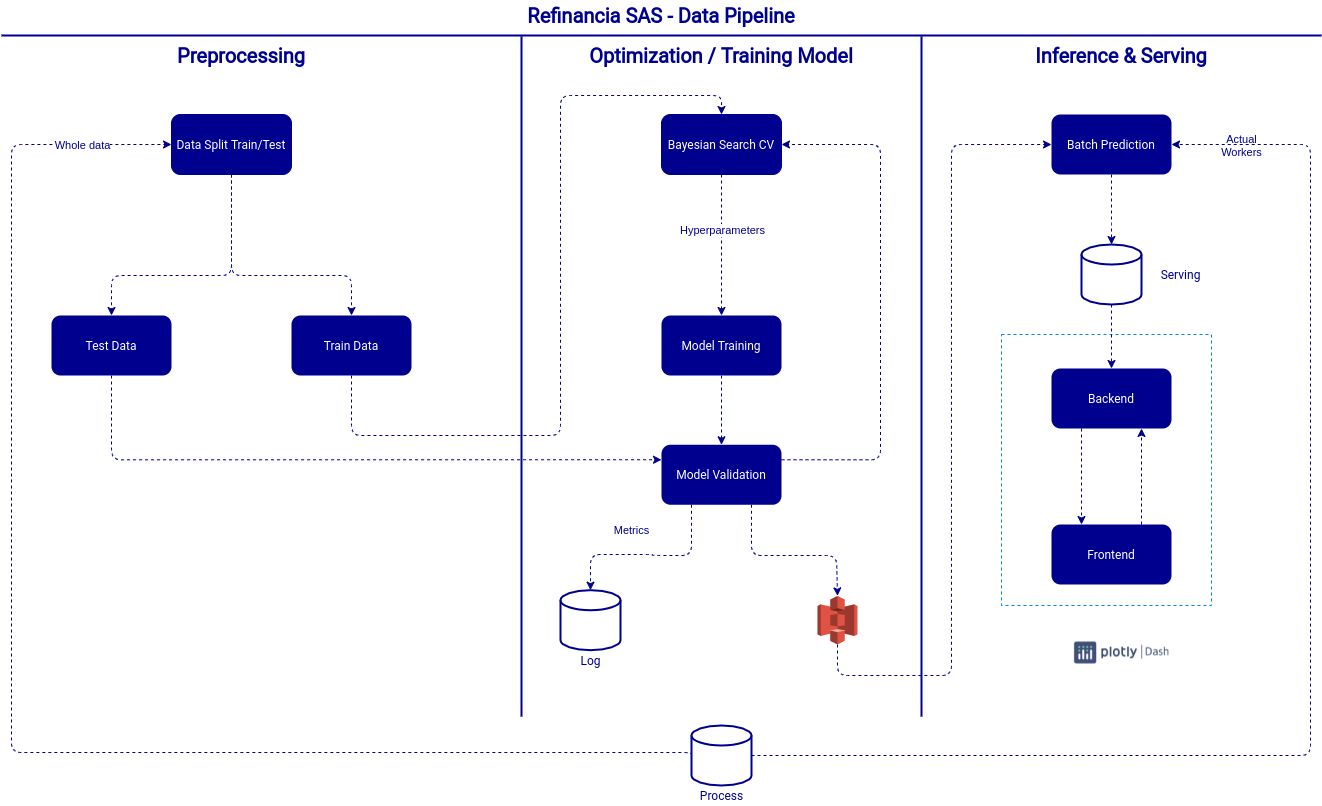 Refinancia SAS - Data Pipeline
Preprocessing
Optimization / Training Model
Inference & Serving
Whole data
Data Split Train/Test
Test Data
Train Data
Bayesian Search CV
Hyperparameters
Model Training
Model Validation
Metrics
Log
Batch Prediction
Actual
Workers
Serving
Backend
Frontend
plotly | Dash
Process